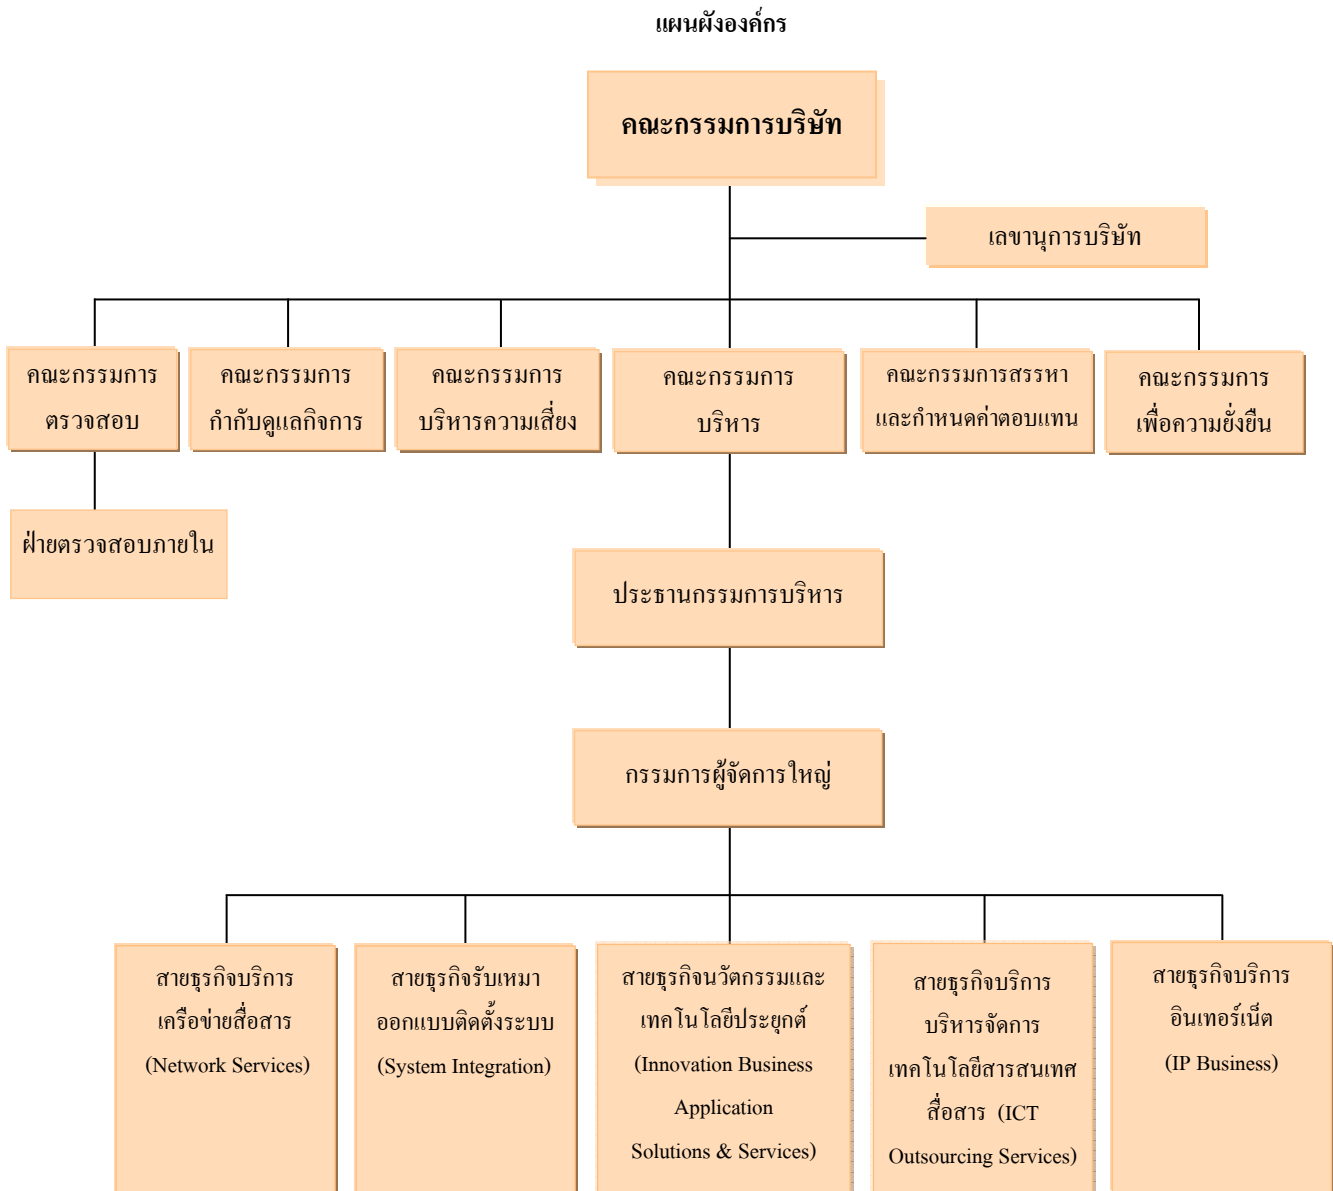 แผนผังองค์กร
คณะกรรมการบริษัท
เลขานุการบริษัท
คณะกรรมการ
ตรวจสอบ
คณะกรรมการ
กำกับดูแลกิจการ
คณะกรรมการ
บริหารความเสี่ยง
คณะกรรมการ
บริหาร
คณะกรรมการสรรหา
และกำหนดค่าตอบแทน
คณะกรรมการ
เพื่อความยั่งยืน
ฝ่ายตรวจสอบภายใน
ประธานกรรมการบริหาร
กรรมการผู้จัดการใหญ่
สายธุรกิจบริการ
เครือข่ายสื่อสาร
(Network Services)
สายธุรกิจรับเหมา
ออกแบบติดตั้งระบบ
(System Integration)
สายธุรกิจนวัตกรรมและ
เทคโนโลยีประยุกต์
(Innovation Business
Application
Solutions & Services)
สายธุรกิจบริการ
บริหารจัดการ
เทคโนโลยีสารสนเทศ
สื่อสาร (ICT
Outsourcing Services)
สายธุรกิจบริการ
อินเทอร์เน็ต
(IP Business)